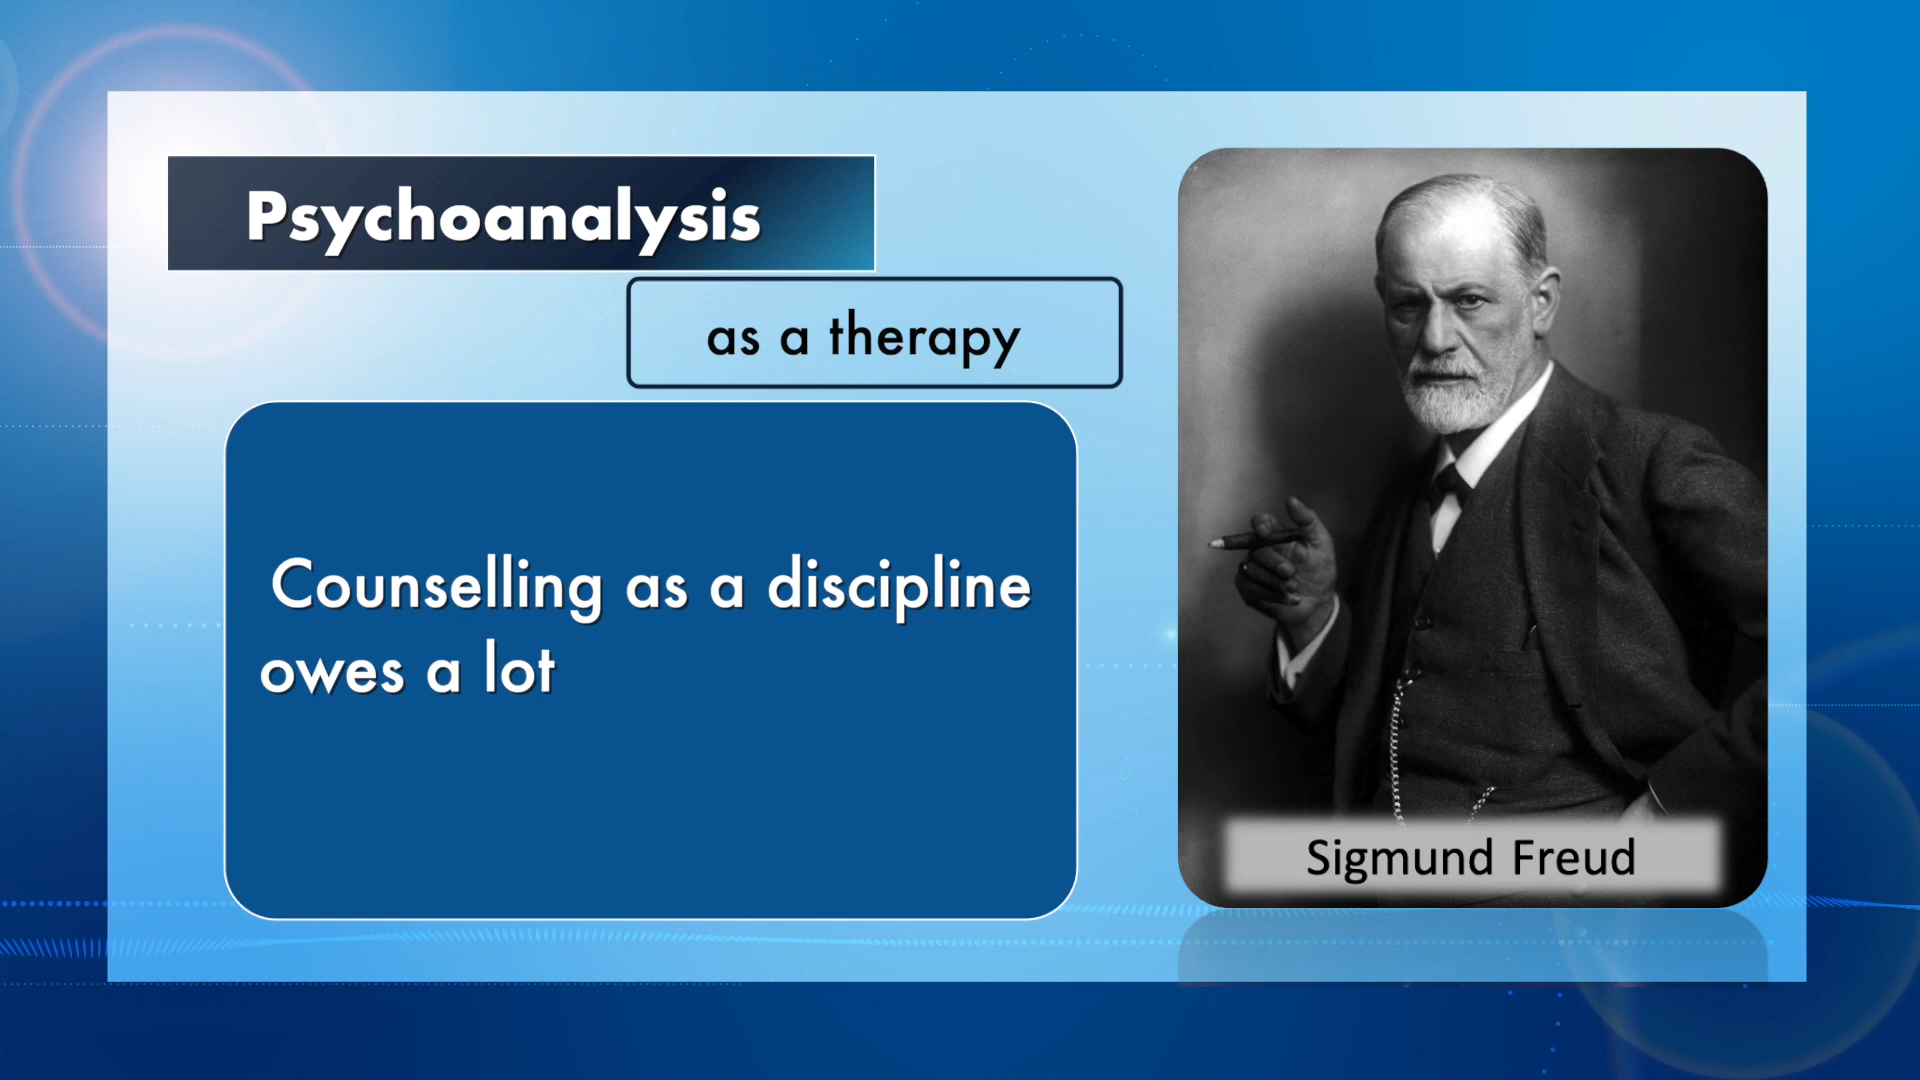 Psychoanalysis
as a therapy
Counselling as a discipline
owes a lot
Sigmund Freud